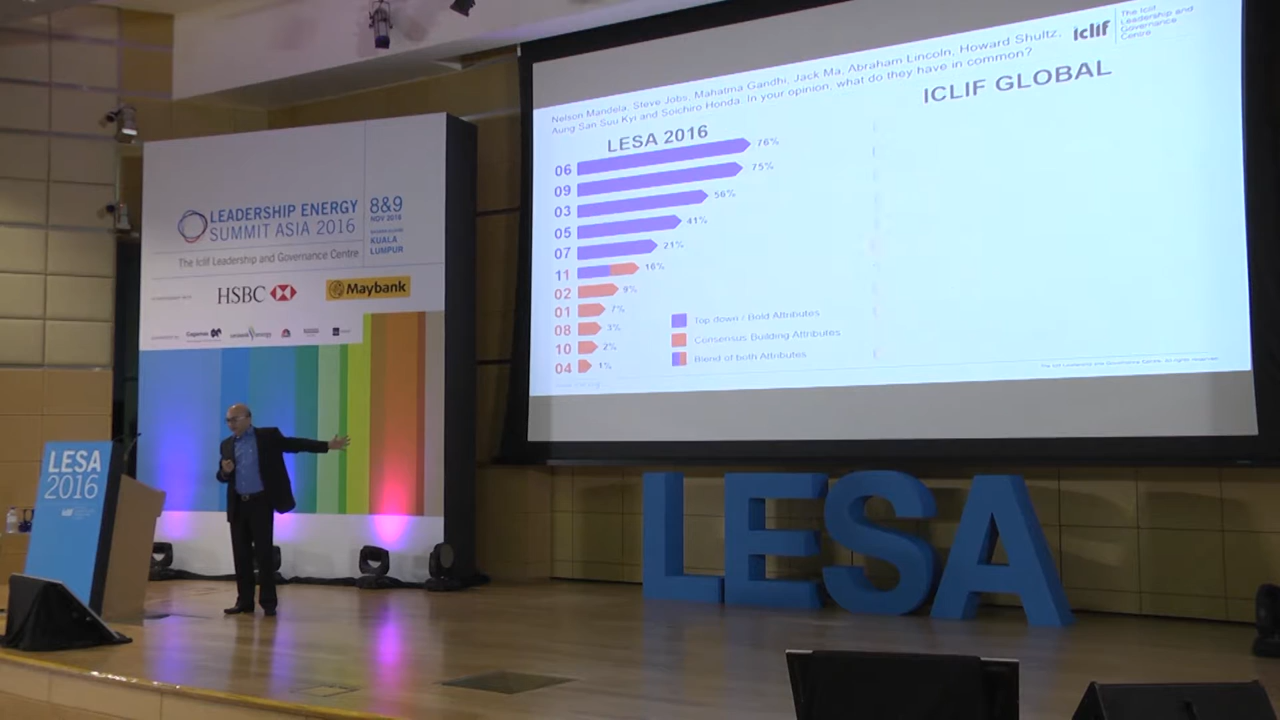 LEADERSHIP ENERGY
SUMMIT ASIA 2016
8&9
NOV 2016
KUALA
LUMPUR
The Iclif Leadership and Governance Centre
HSBC
Maybank
LESA
2016
Nelson Mandela, Steve Jobs, Mahatma Gandhi, Jack Ma, Abraham Lincoln, Howard Shultz,
Aung San Suu Kyi and Soichiro Honda. In your opinion, what do they have in common?
iclif
The Iclif
Leadership and
Governance
Centre
LESA 2016
ICLIF GLOBAL
06 76%
09 75%
03 56%
05 41%
07 21%
11 16%
02 9%
01 7%
08 3%
10 2%
04 1%
Top down / Bold Attributes
Consensus Building Attributes
Blend of both Attributes
LESA